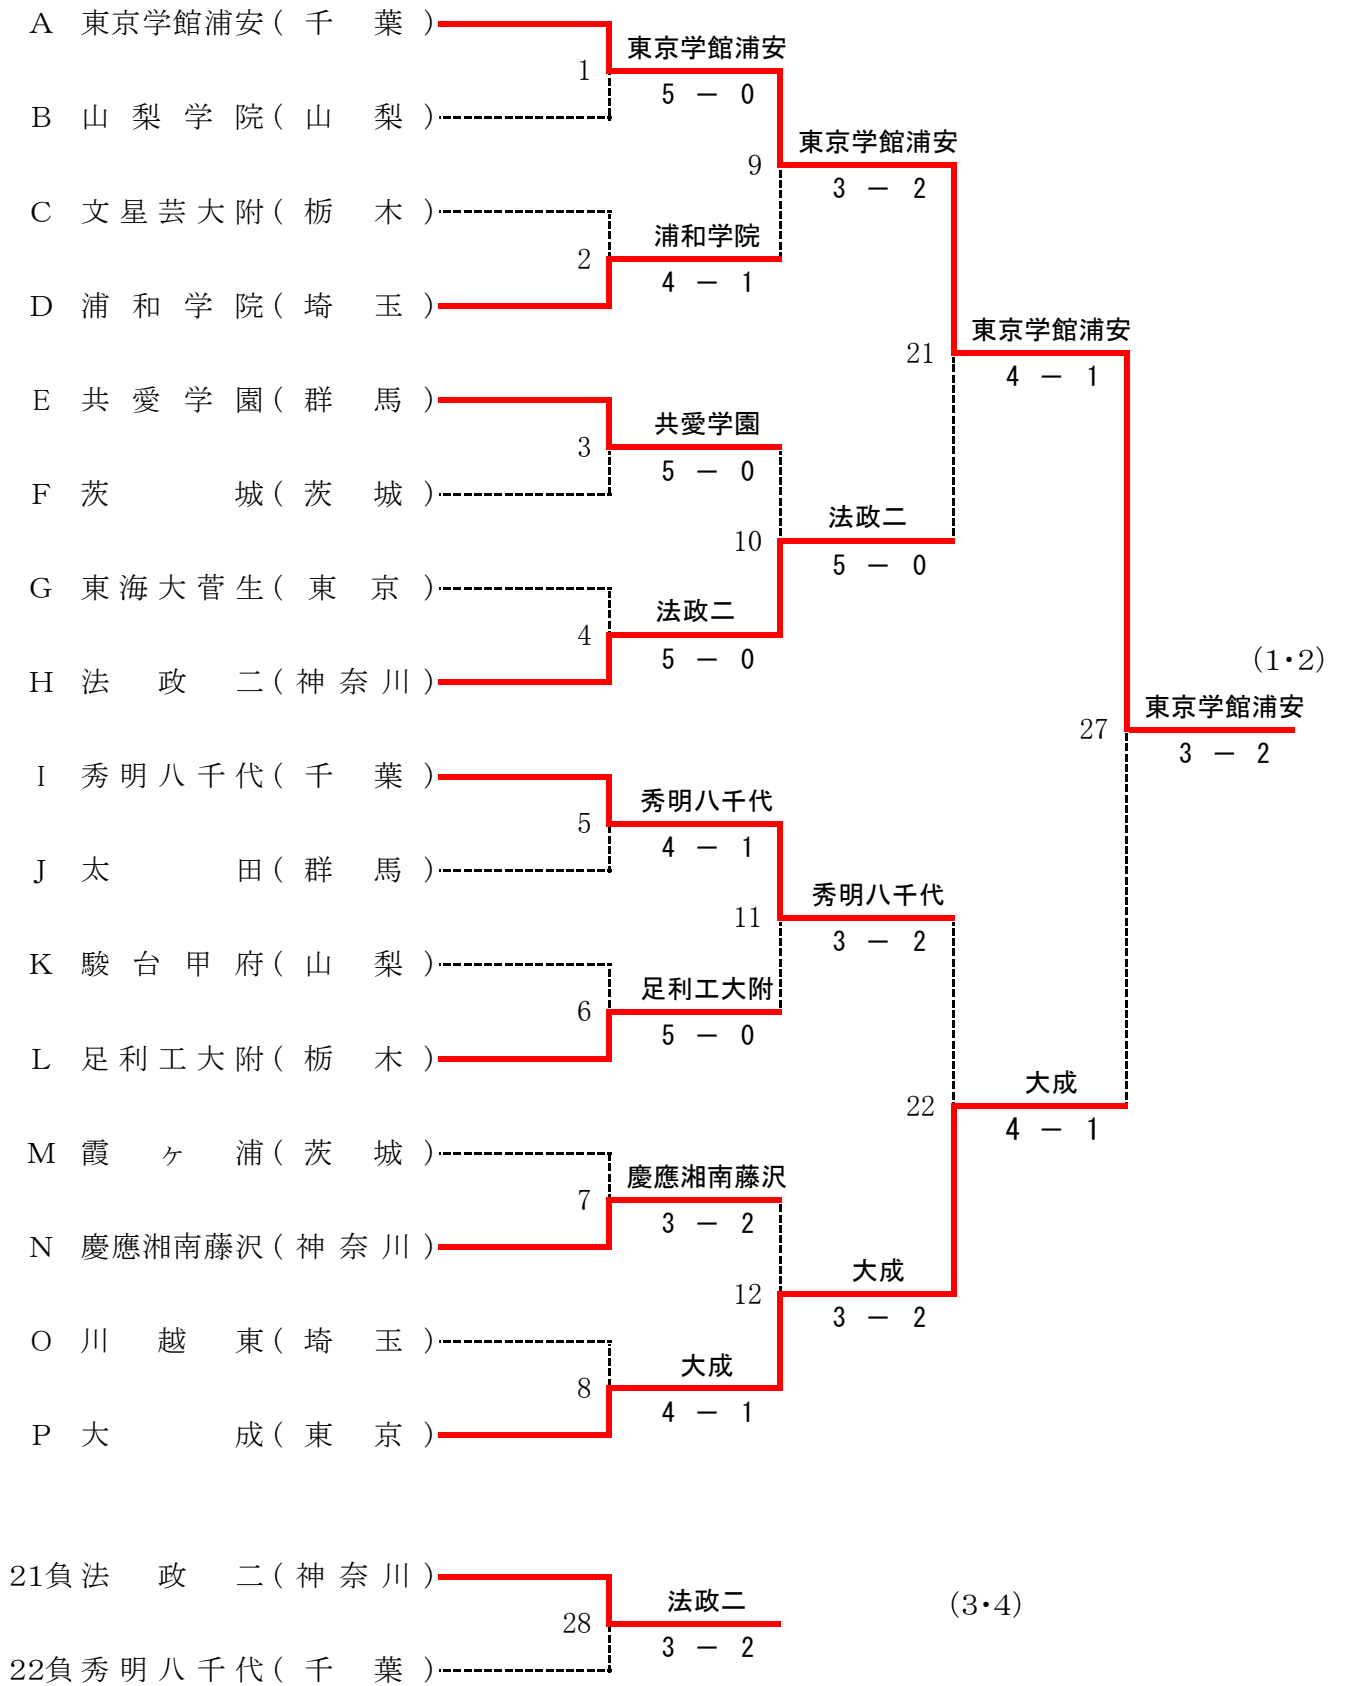 A 東京学館浦安(千葉)
東京学館浦安
1
5 － 0
B 山梨学院(山梨)
東京学館浦安
9
3 － 2
C 文星芸大附(栃木)
浦和学院
2
4 － 1
D 浦和学院(埼玉)
東京学館浦安
21
4 － 1
E 共愛学園(群馬)
共愛学園
3
5 － 0
F 茨城(茨城)
法政二
10
5 － 0
G 東海大菅生(東京)
法政二
4
5 － 0
(1・2)
H 法政二(神奈川)
東京学館浦安
27
3 － 2
I 秀明八千代(千葉)
秀明八千代
5
4 － 1
J 太田(群馬)
秀明八千代
11
3 － 2
K 駿台甲府(山梨)
足利工大附
6
5 － 0
L 足利工大附(栃木)
大成
22
4 － 1
M 霞ヶ浦(茨城)
慶應湘南藤沢
7
3 － 2
N 慶應湘南藤沢(神奈川)
大成
12
3 － 2
O 川越東(埼玉)
大成
8
4 － 1
P 大成(東京)
21負 法政二(神奈川)
法政二
(3・4)
28
3 － 2
22負 秀明八千代(千葉)